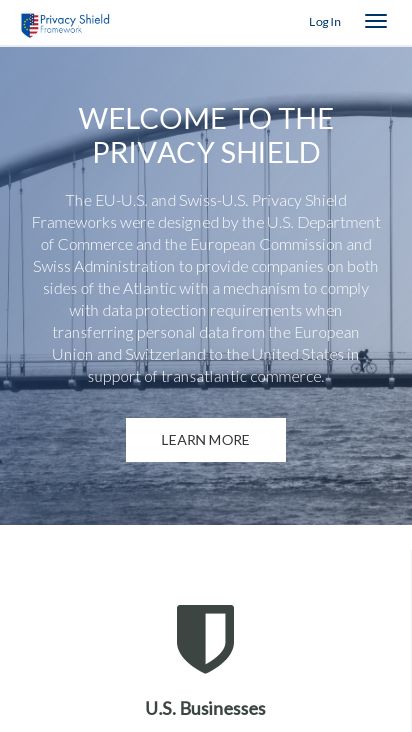 Privacy Shield
Framework
Log In
WELCOME TO THE
PRIVACY SHIELD
The EU-U.S. and Swiss-U.S. Privacy Shield
Frameworks were designed by the U.S. Department
of Commerce and the European Commission and
Swiss Administration to provide companies on both
sides of the Atlantic with a mechanism to comply
with data protection requirements when
transferring personal data from the European
Union and Switzerland to the United States in
support of transatlantic commerce.
LEARN MORE
U.S. Businesses